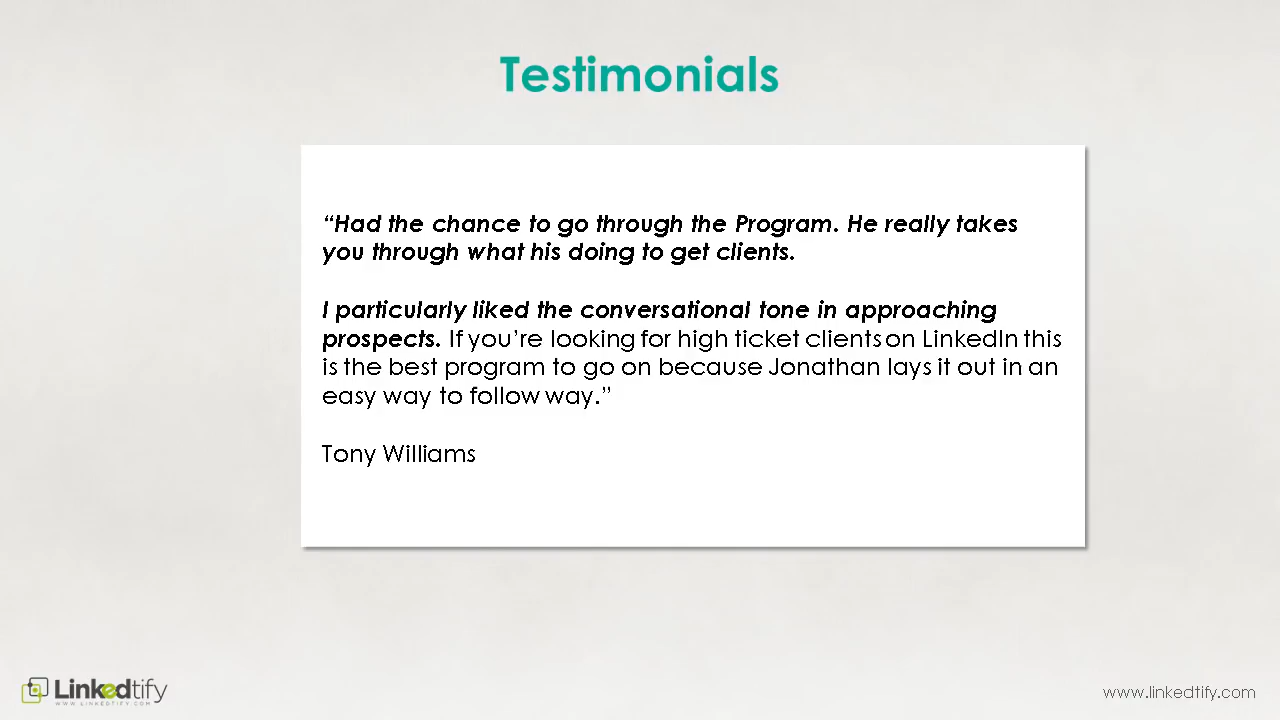 Testimonials
“Had the chance to go through the Program. He really takes
you through what his doing to get clients.
I particularly liked the conversational tone in approaching
prospects. If you’re looking for high ticket clients on LinkedIn this
is the best program to go on because Jonathan lays it out in an
easy way to follow way.”
Tony Williams
Linkedtify
WWW.LINKEDTIFY.COM
www.linkedtify.com